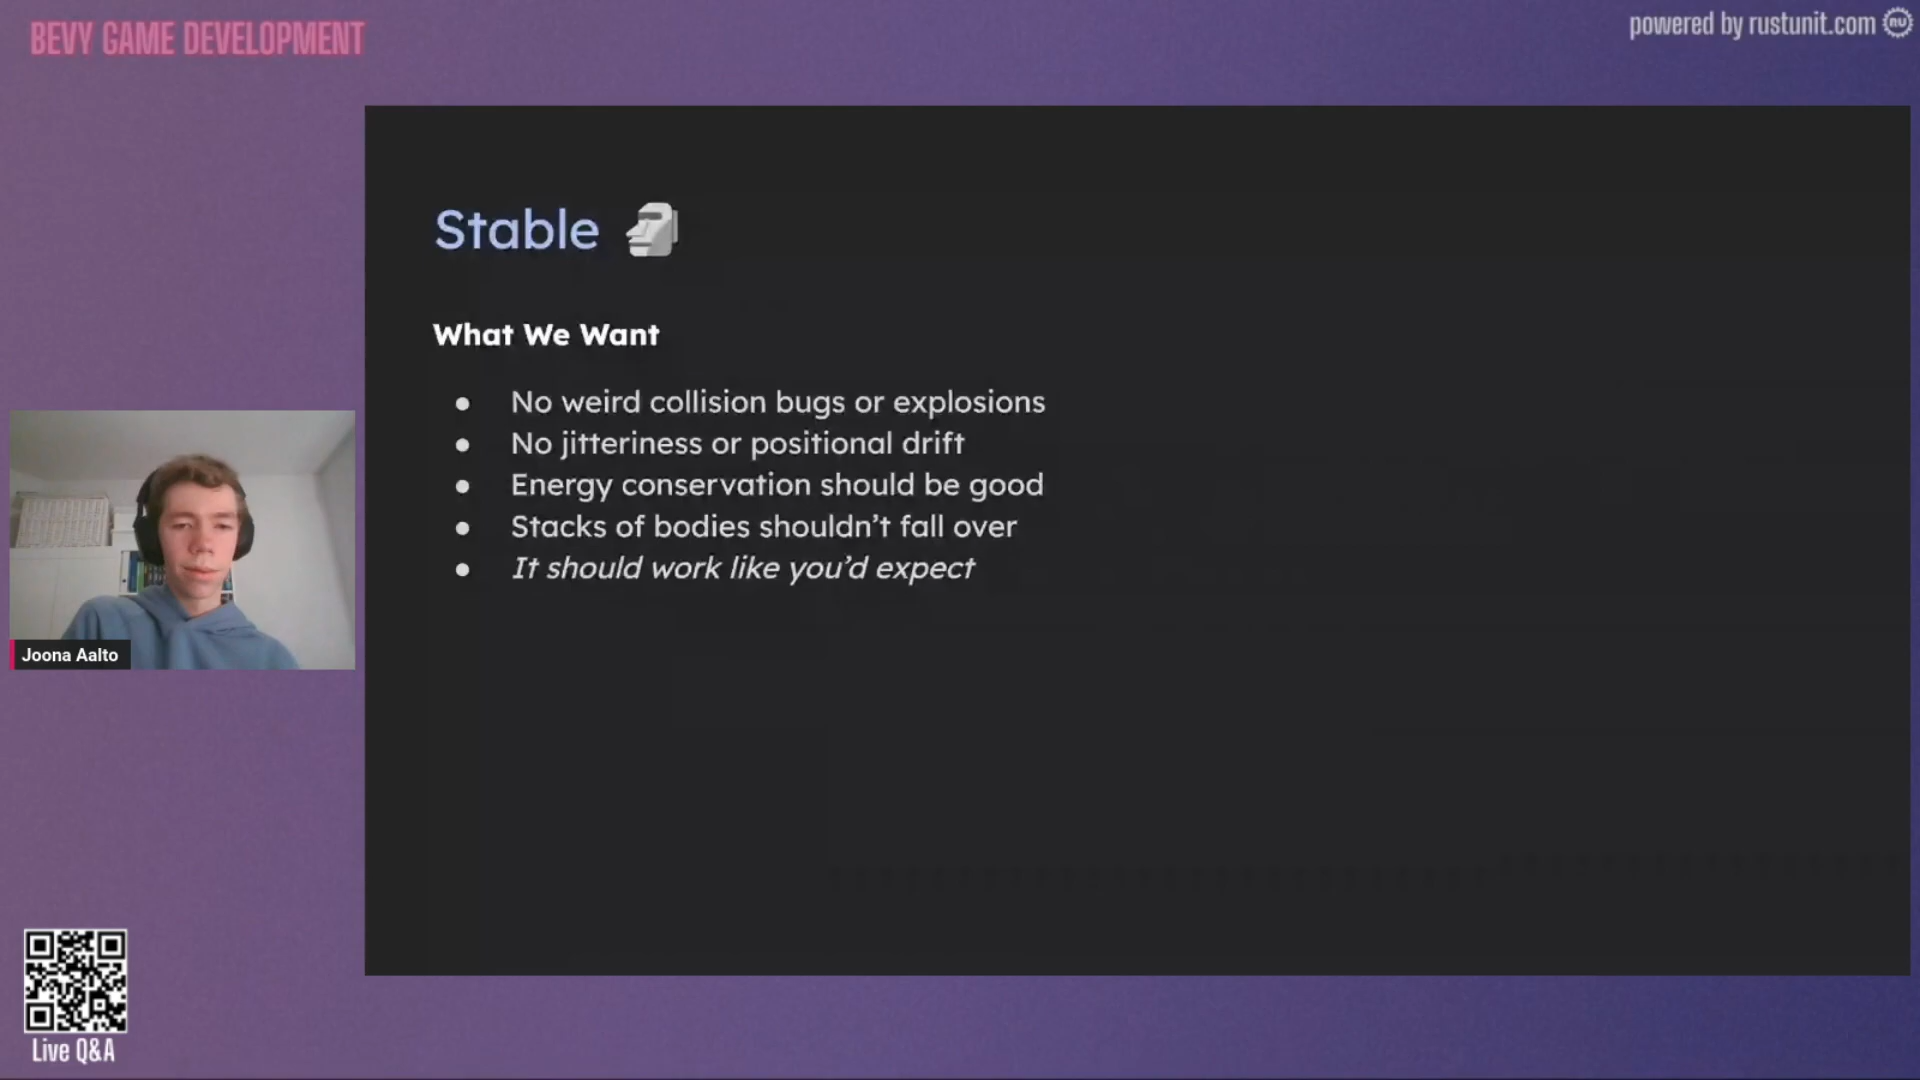 BEVY GAME DEVELOPMENT
powered by rustunit.com
RU
Stable
What We Want
● No weird collision bugs or explosions
● No jitteriness or positional drift
● Energy conservation should be good
● Stacks of bodies shouldn't fall over
● It should work like you'd expect
Joona Aalto
Live Q&A